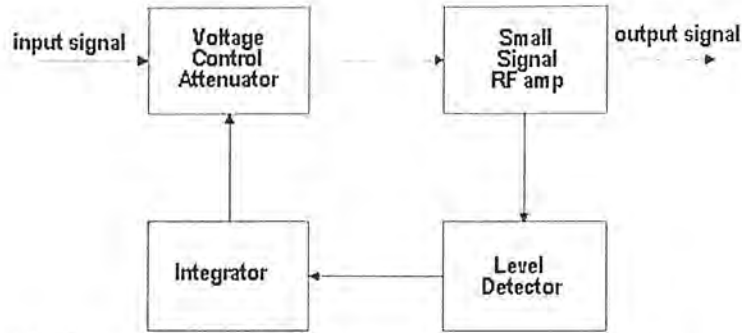 input signal
Voltage
Control
Attenuator
Small
Signal
RF amp
output signal
Integrator
Level
Detector